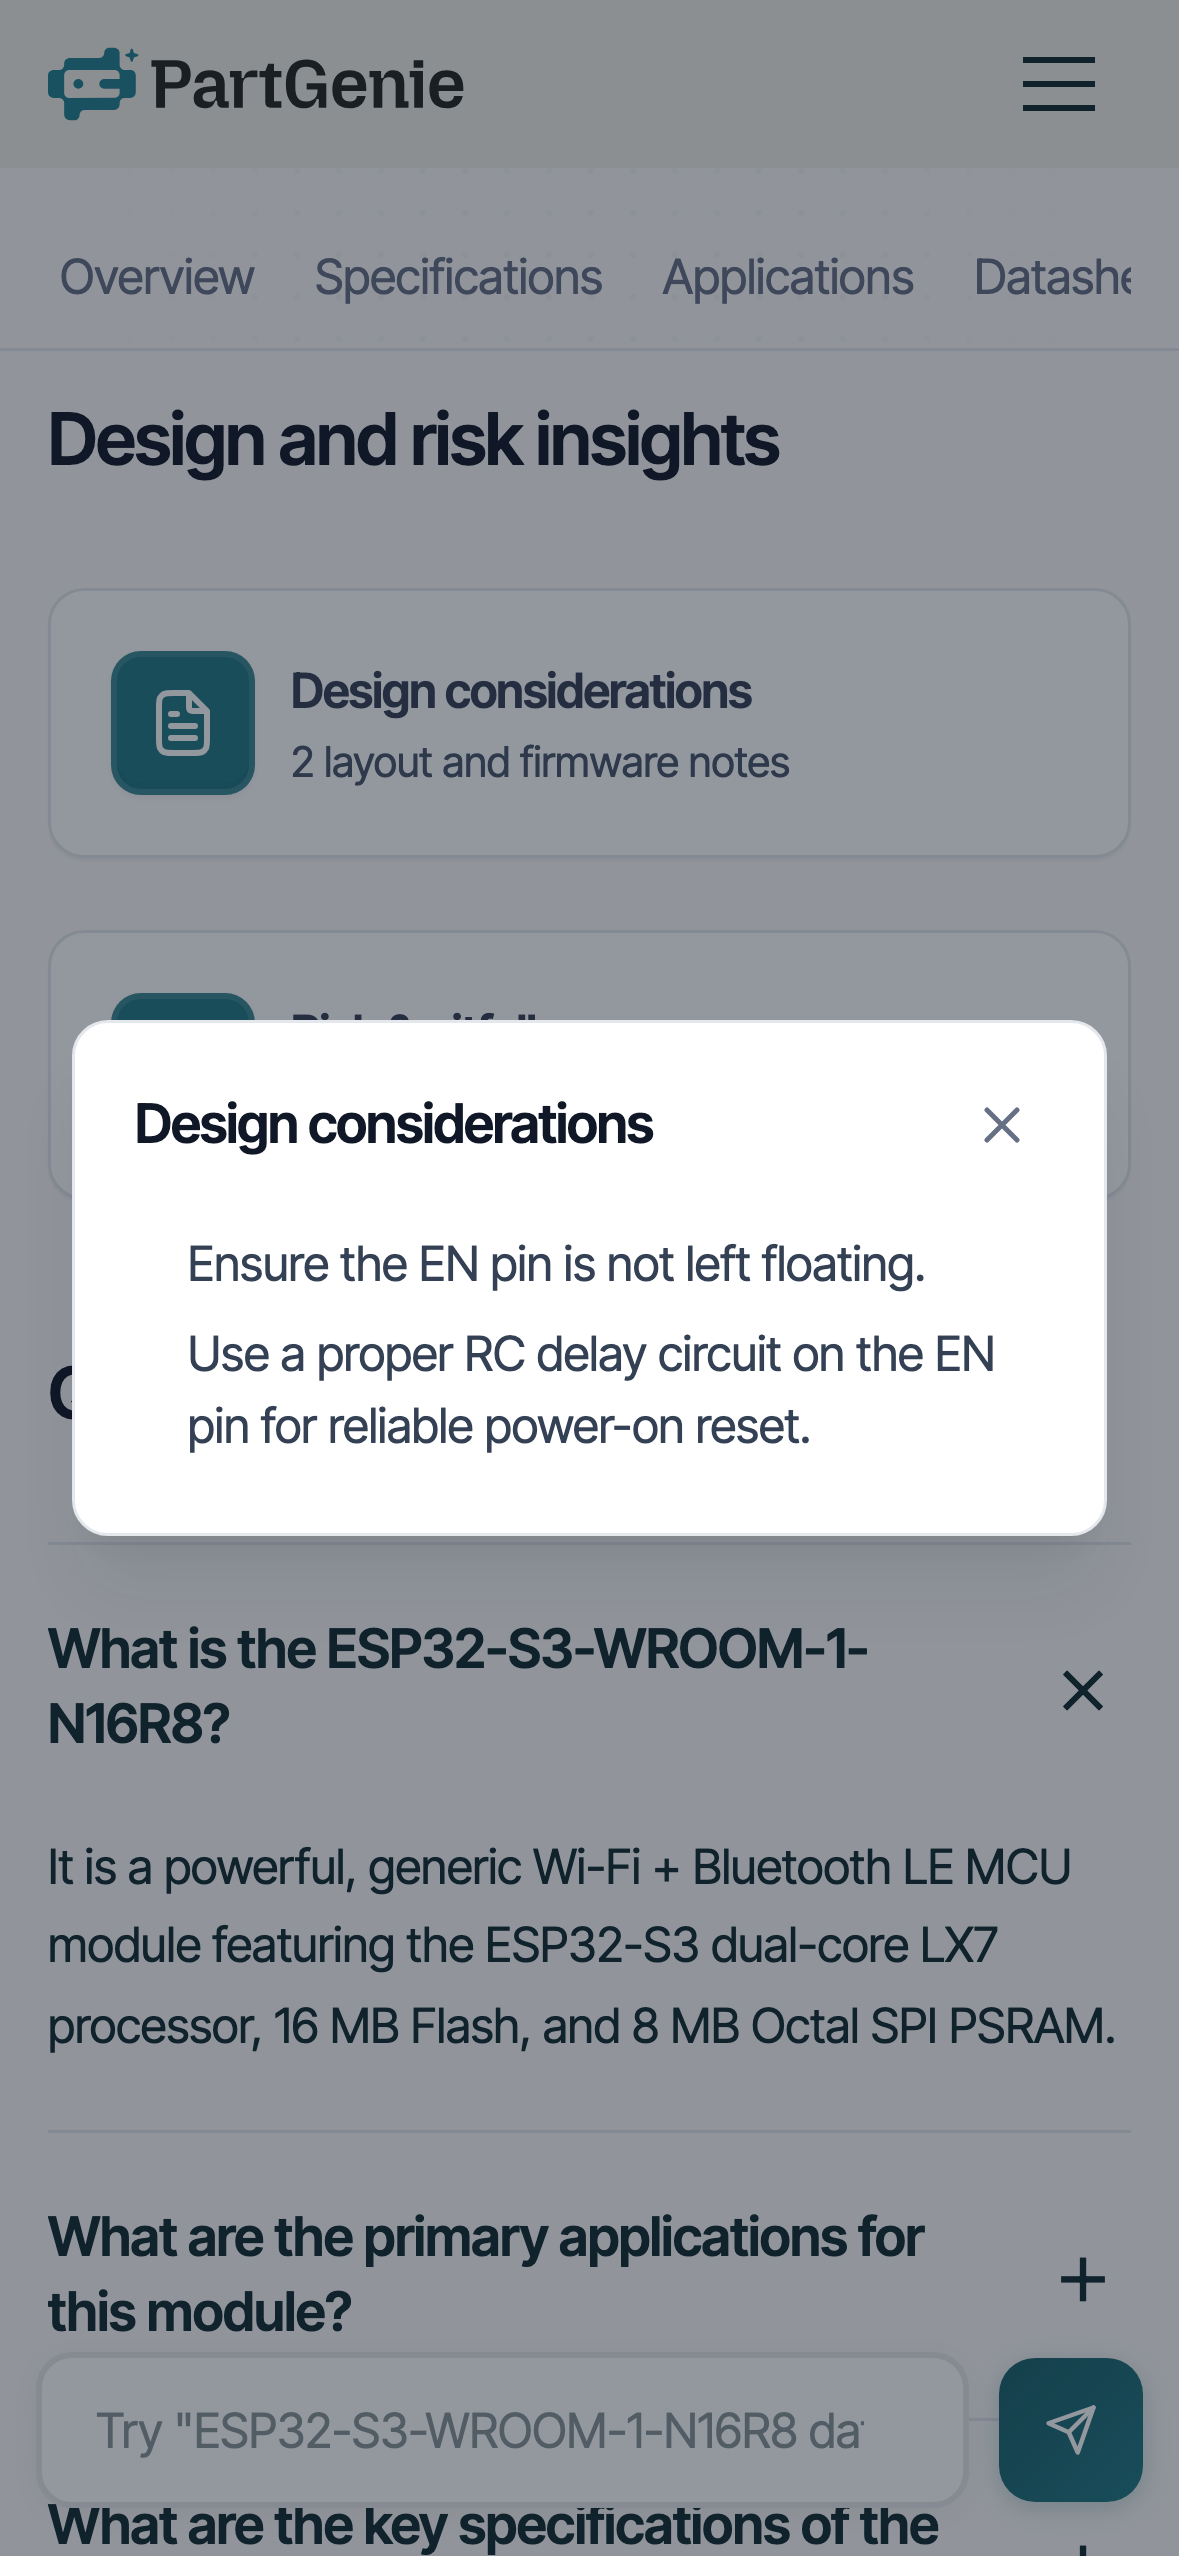 PartGenie
Overview Specifications Applications Datashe
Design and risk insights
Design considerations
2 layout and firmware notes
Design considerations
Ensure the EN pin is not left floating.
Use a proper RC delay circuit on the EN
pin for reliable power-on reset.
What is the ESP32-S3-WROOM-1-
N16R8?
It is a powerful, generic Wi-Fi + Bluetooth LE MCU
module featuring the ESP32-S3 dual-core LX7
processor, 16 MB Flash, and 8 MB Octal SPI PSRAM.
What are the primary applications for
this module?
Try "ESP32-S3-WROOM-1-N16R8 da
What are the key specifications of the